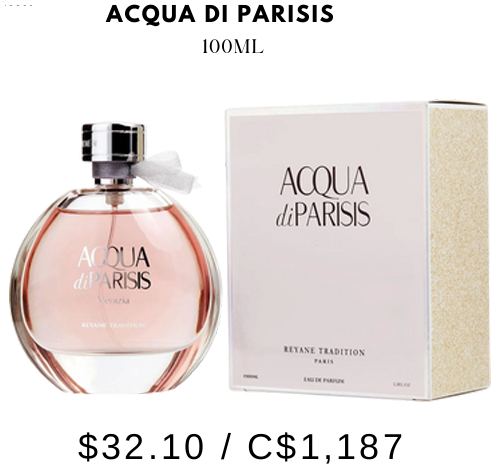 ACQUA DI PARISIS
100ML
ACQUA
diPARISIS
Venizia
REYANE TRADITION
ACQUA
diPARISIS
REYANE TRADITION
PARIS
EAU DE PARFUM
$32.10 / C$1,187